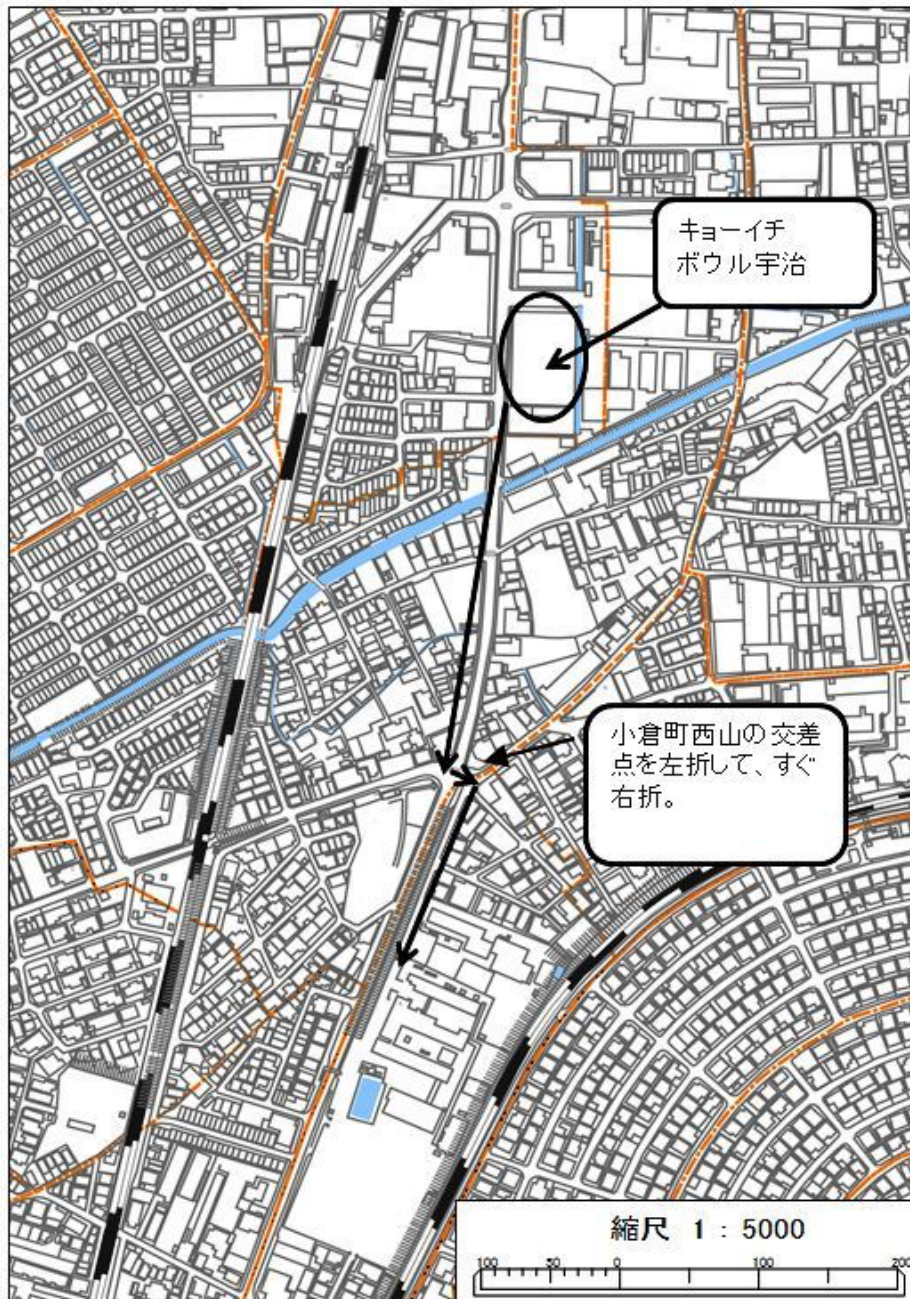 キョーイチ
ボウル宇治
小倉町西山の交差
点を左折して、すぐ
右折。
縮尺 1 : 5000
100 50 0 100 200